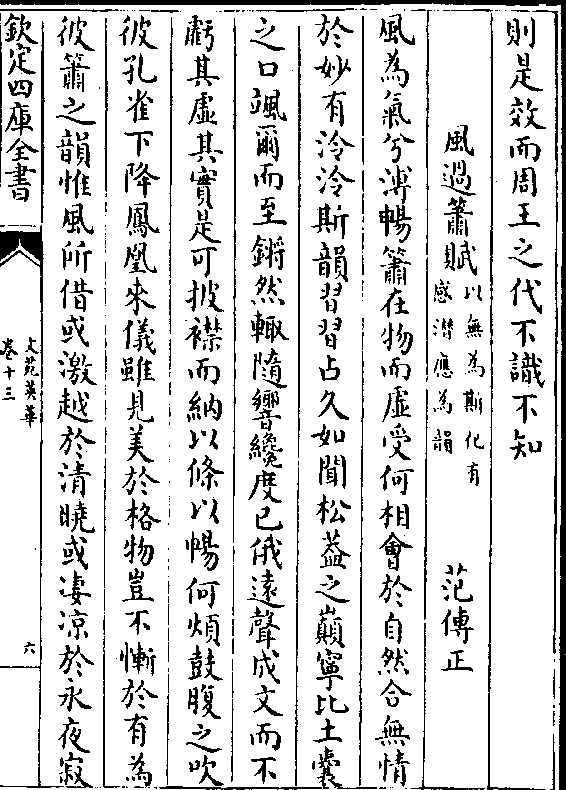 則是效而周王之代不識不知
風過簫賦以無為斯化有感潛應為韻 范傳正
風為氣兮溥暢簫在物而虛受何相會於自然合無情
於妙有泠泠斯韻習習占久如聞松葢之巔寧比土囊
之口颯爾而至鏘然輙隨響纔度已俄遠聲成文而不
虧其虛其實是可披襟而納以條以暢何煩鼓腹之吹
彼孔雀下降鳳凰來儀雖見美於格物豈不慚於有為
彼簫之韻惟風所借或激越於清曉或凄凉於永夜寂
欽定四庫全書
文苑英華
卷十三
六